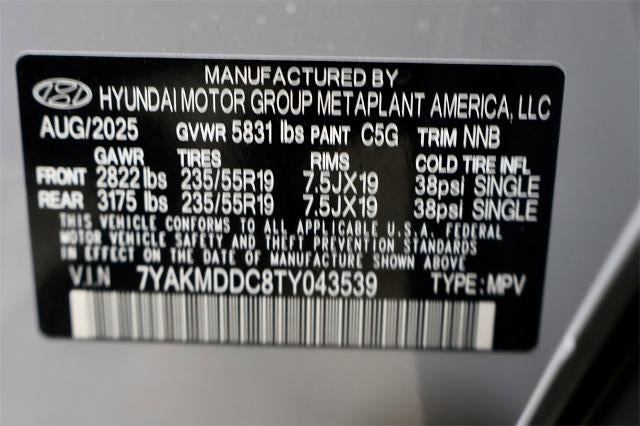 MANUFACTURED BY
HYUNDAI MOTOR GROUP METAPLANT AMERICA, LLC
AUG/2025 GVWR 5831 lbs PAINT C5G TRIM NNB
GAWR TIRES RIMS COLD TIRE INFL
FRONT 2822 lbs 235/55R19 7.5JX19 38psi SINGLE
REAR 3175 lbs 235/55R19 7.5JX19 38psi SINGLE
THIS VEHICLE CONFORMS TO ALL APPLICABLE U.S.A. FEDERAL
MOTOR VEHICLE SAFETY AND THEFT PREVENTION STANDARDS
IN EFFECT ON THE DATE OF MANUFACTURE SHOWN ABOVE.
V.I.N 7YAKMDDC8TY043539 TYPE: MPV